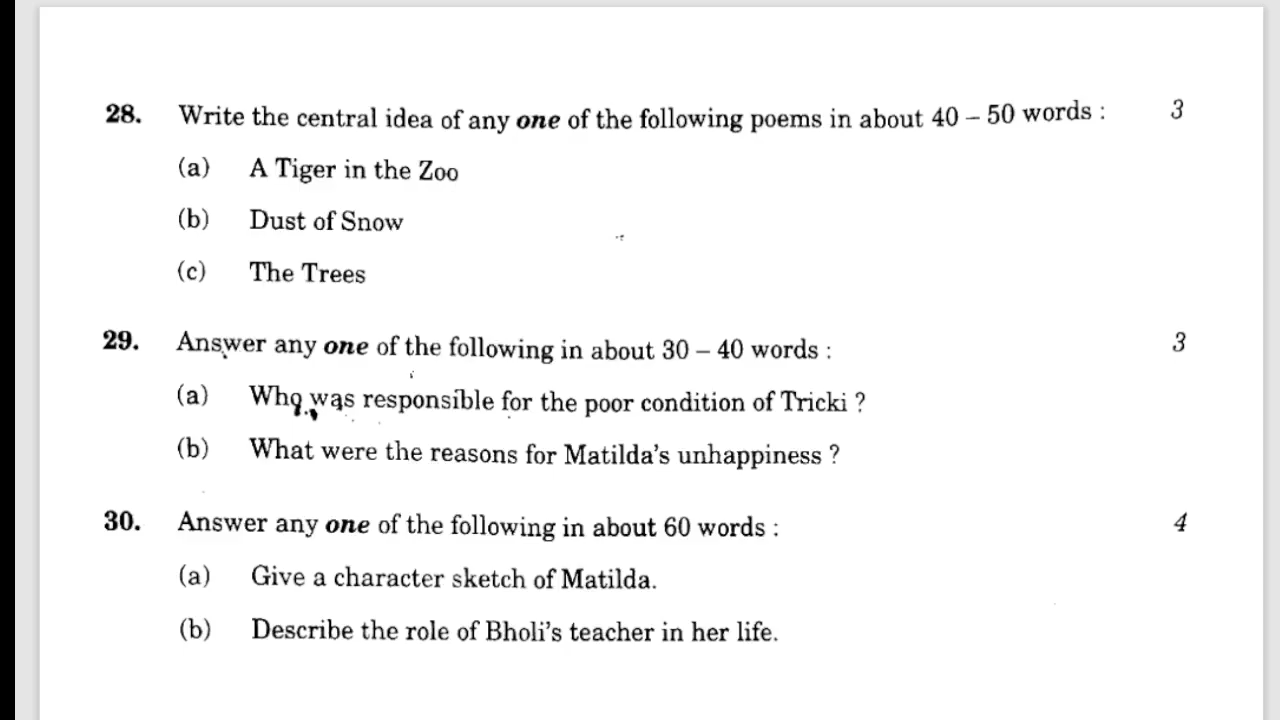 28. Write the central idea of any one of the following poems in about 40 – 50 words : 3
(a) A Tiger in the Zoo
(b) Dust of Snow
(c) The Trees
29. Answer any one of the following in about 30 – 40 words : 3
(a) Who was responsible for the poor condition of Tricki ?
(b) What were the reasons for Matilda's unhappiness ?
30. Answer any one of the following in about 60 words : 4
(a) Give a character sketch of Matilda.
(b) Describe the role of Bholi's teacher in her life.